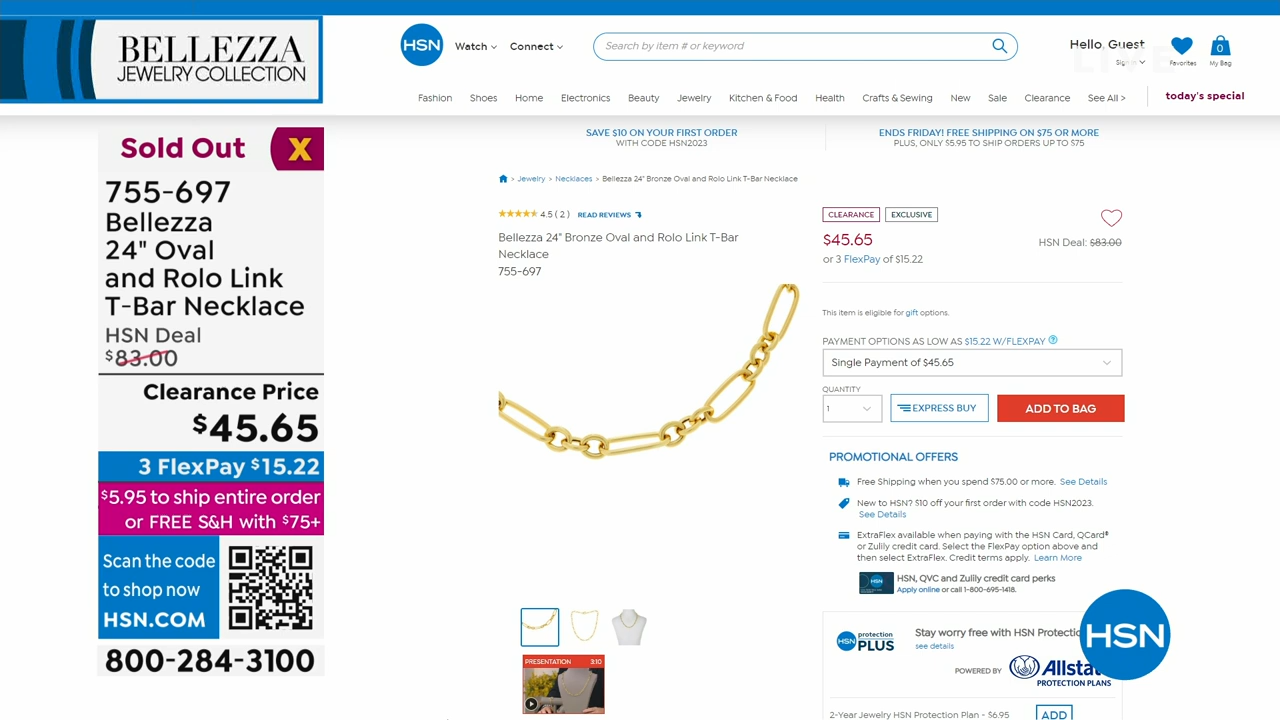 BELLEZZA
JEWELRY COLLECTION
Sold Out X
755-697
Bellezza
24" Oval
and Rolo Link
T-Bar Necklace
HSN Deal
$83.00
Clearance Price
$45.65
3 FlexPay $15.22
$5.95 to ship entire order
or FREE S&H with $75+
Scan the code
to shop now
HSN.COM
800-284-3100
HSN
Watch
Connect
Search by item # or keyword
Hello, Guest
Sign In
LIVE
Favorites
0
My Bag
Fashion Shoes Home Electronics Beauty Jewelry Kitchen & Food Health Crafts & Sewing New Sale Clearance See All >
today's special
SAVE $10 ON YOUR FIRST ORDER
WITH CODE HSN2023
ENDS FRIDAY! FREE SHIPPING ON $75 OR MORE
PLUS, ONLY $5.95 TO SHIP ORDERS UP TO $75
> Jewelry > Necklaces > Bellezza 24" Bronze Oval and Rolo Link T-Bar Necklace
4.5 ( 2 ) READ REVIEWS
Bellezza 24" Bronze Oval and Rolo Link T-Bar
Necklace
755-697
PRESENTATION 3:10
CLEARANCE EXCLUSIVE
$45.65
HSN Deal: $83.00
or 3 FlexPay of $15.22
This item is eligible for gift options.
PAYMENT OPTIONS AS LOW AS $15.22 W/FLEXPAY ?
Single Payment of $45.65
QUANTITY
1
EXPRESS BUY
ADD TO BAG
PROMOTIONAL OFFERS
Free Shipping when you spend $75.00 or more. See Details
New to HSN? $10 off your first order with code HSN2023.
See Details
ExtraFlex available when paying with the HSN Card, QCard®
or Zulily credit card. Select the FlexPay option above and
then select ExtraFlex. Credit terms apply. Learn More
HSN
HSN, QVC and Zulily credit card perks
Apply online or call 1-800-695-1418.
HSN protection PLUS
Stay worry free with HSN Protectio
see details
POWERED BY
Allstat
PROTECTION PLANS
HSN
2-Year Jewelry HSN Protection Plan - $6.95
ADD